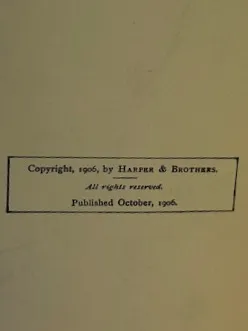 Copyright, 1906, by HARPER & BROTHERS.
All rights reserved.
Published October, 1906.